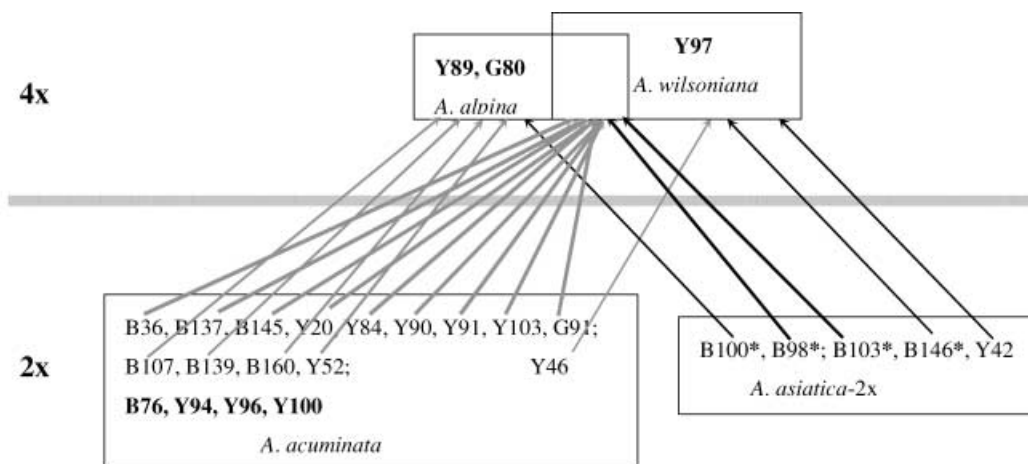 Y97
Y89, G80
A. wilsoniana
4x
A. alpina
B36, B137, B145, Y20 Y84, Y90, Y91, Y103, G91;
B100*, B98*; B103*, B146*, Y42
2x
B107, B139, B160, Y52; Y46
A. asiatica-2x
B76, Y94, Y96, Y100
A. acuminata